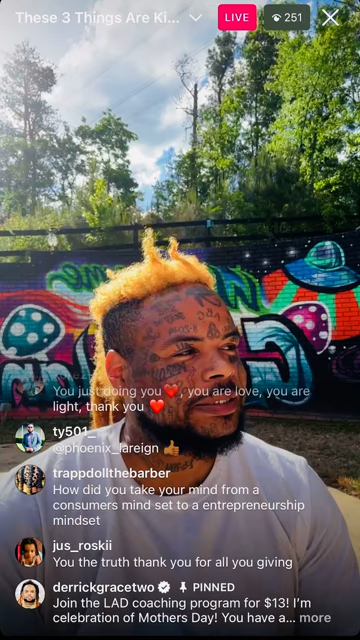 These 3 Things Are Ki...
LIVE
251
You just doing you❤️, you are love, you are
light, thank you ❤️
ty501_
@phoenix_lareign 👍🏽
trappdollthebarber
How did you take your mind from a
consumers mind set to a entrepreneurship
mindset
jus_roskii
You the truth thank you for all you giving
derrickgracetwo PINNED
Join the LAD coaching program for $13! I'm
celebration of Mothers Day! You have a... more